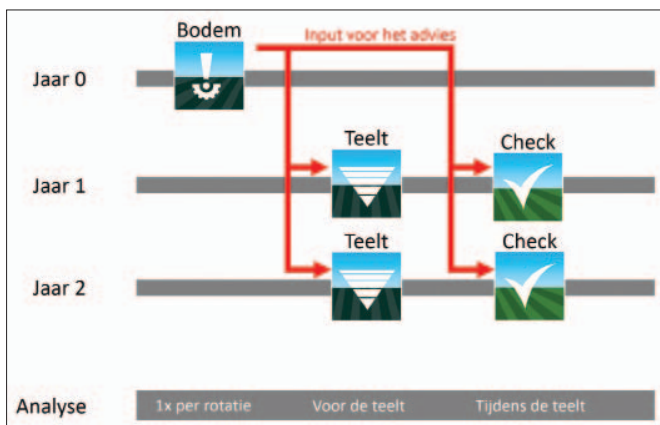 Bodem
Input voor het advies
Jaar 0
Teelt
Check
Jaar 1
Teelt
Check
Jaar 2
Analyse
1x per rotatie
Voor de teelt
Tijdens de teelt